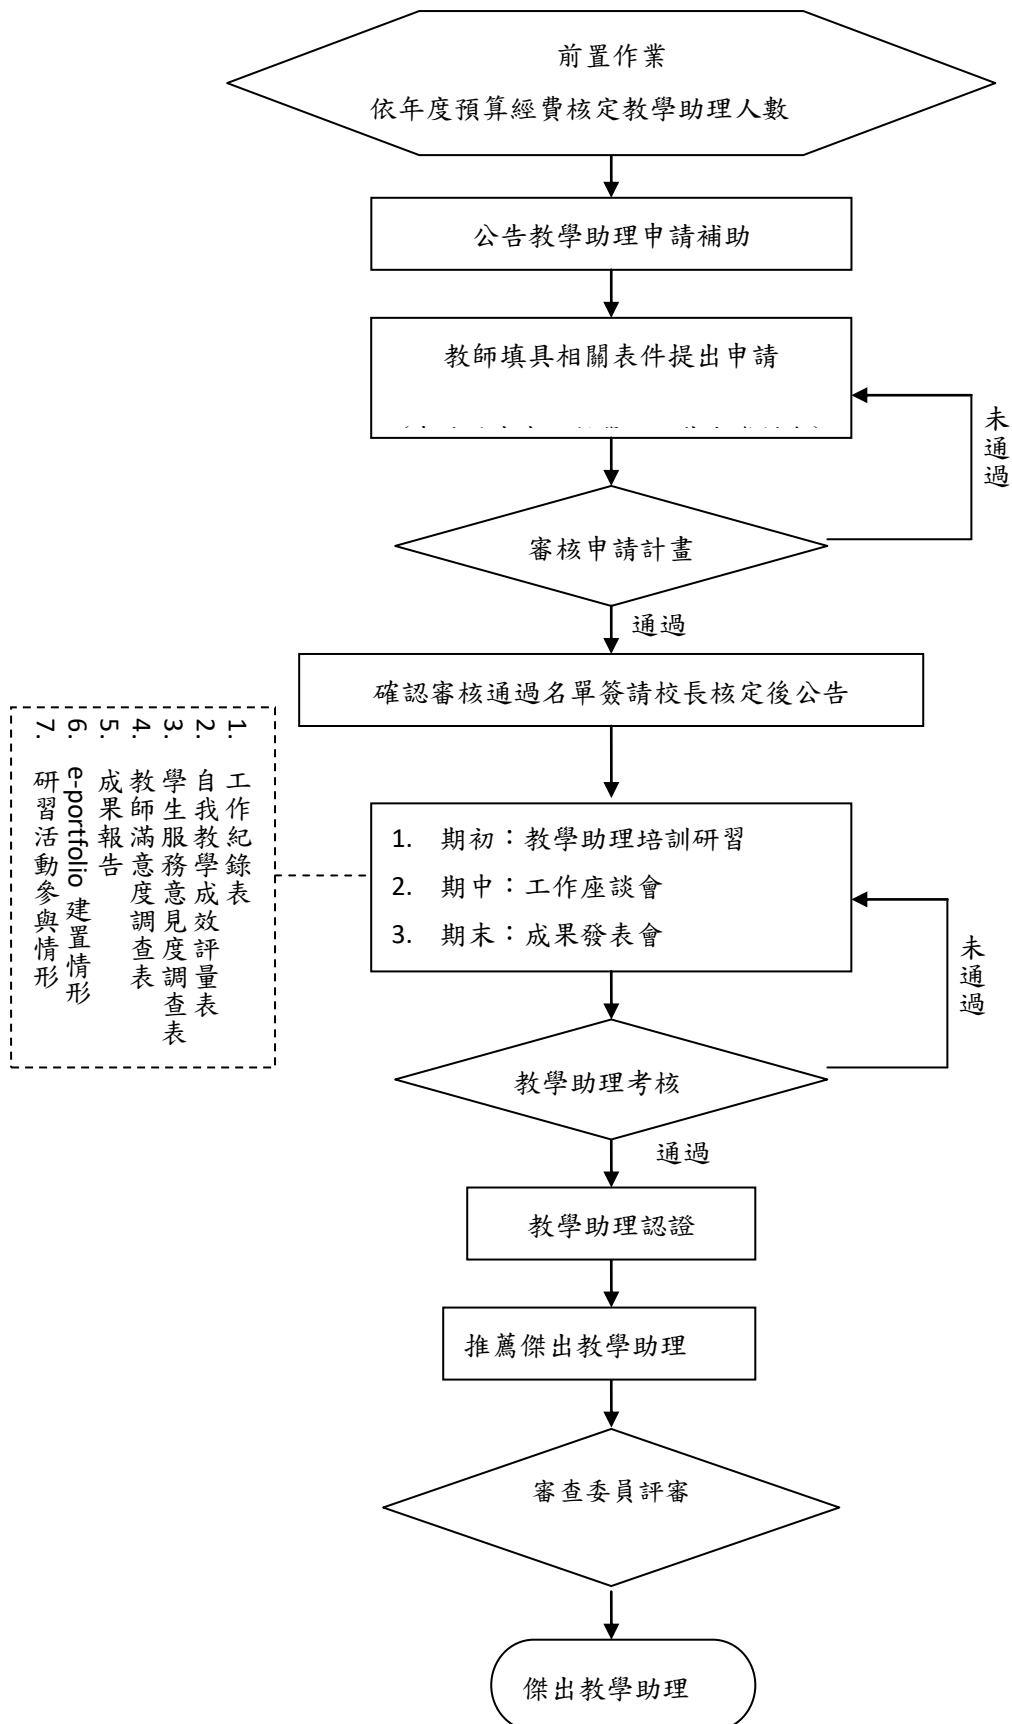 前置作業
依年度預算經費核定教學助理人數
公告教學助理申請補助
教師填具相關表件提出申請
未通過
審核申請計畫
通過
確認審核通過名單簽請校長核定後公告
1. 工作紀錄表
2. 自我教學成效評量表
3. 學生服務意見度調查表
4. 教師滿意度調查表
5. 成果報告
6. e-portfolio 建置情形
7. 研習活動參與情形
1. 期初：教學助理培訓研習
2. 期中：工作座談會
3. 期末：成果發表會
未通過
教學助理考核
通過
教學助理認證
推薦傑出教學助理
審查委員評審
傑出教學助理